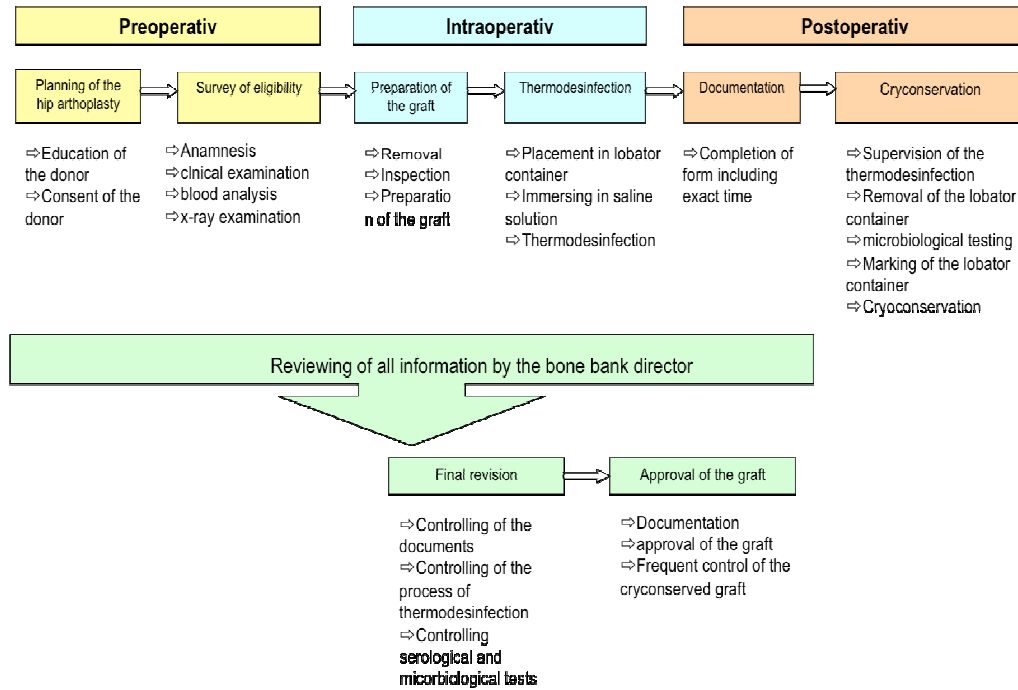 Preoperativ
Intraoperativ
Postoperativ
Planning of the
hip arthoplasty
Survey of eligibility
Preparation of
the graft
Thermodesinfection
Documentation
Cryconservation
⇨Education of
the donor
⇨Consent of the
donor
⇨Anamnesis
⇨clnical examination
⇨blood analysis
⇨x-ray examination
⇨Removal
⇨Inspection
⇨Preparatio
n of the graft
⇨Placement in lobator
container
⇨Immersing in saline
solution
⇨Thermodesinfection
⇨Completion of
form including
exact time
⇨Supervision of the
thermodesinfection
⇨Removal of the lobator
container
⇨microbiological testing
⇨Marking of the lobator
container
⇨Cryoconservation
Reviewing of all information by the bone bank director
Final revision
Approval of the graft
⇨Controlling of the
documents
⇨Controlling of the
process of
thermodesinfection
⇨Controlling
serological and
micorbiological tests
⇨Documentation
⇨approval of the graft
⇨Frequent control of the
cryconserved graft